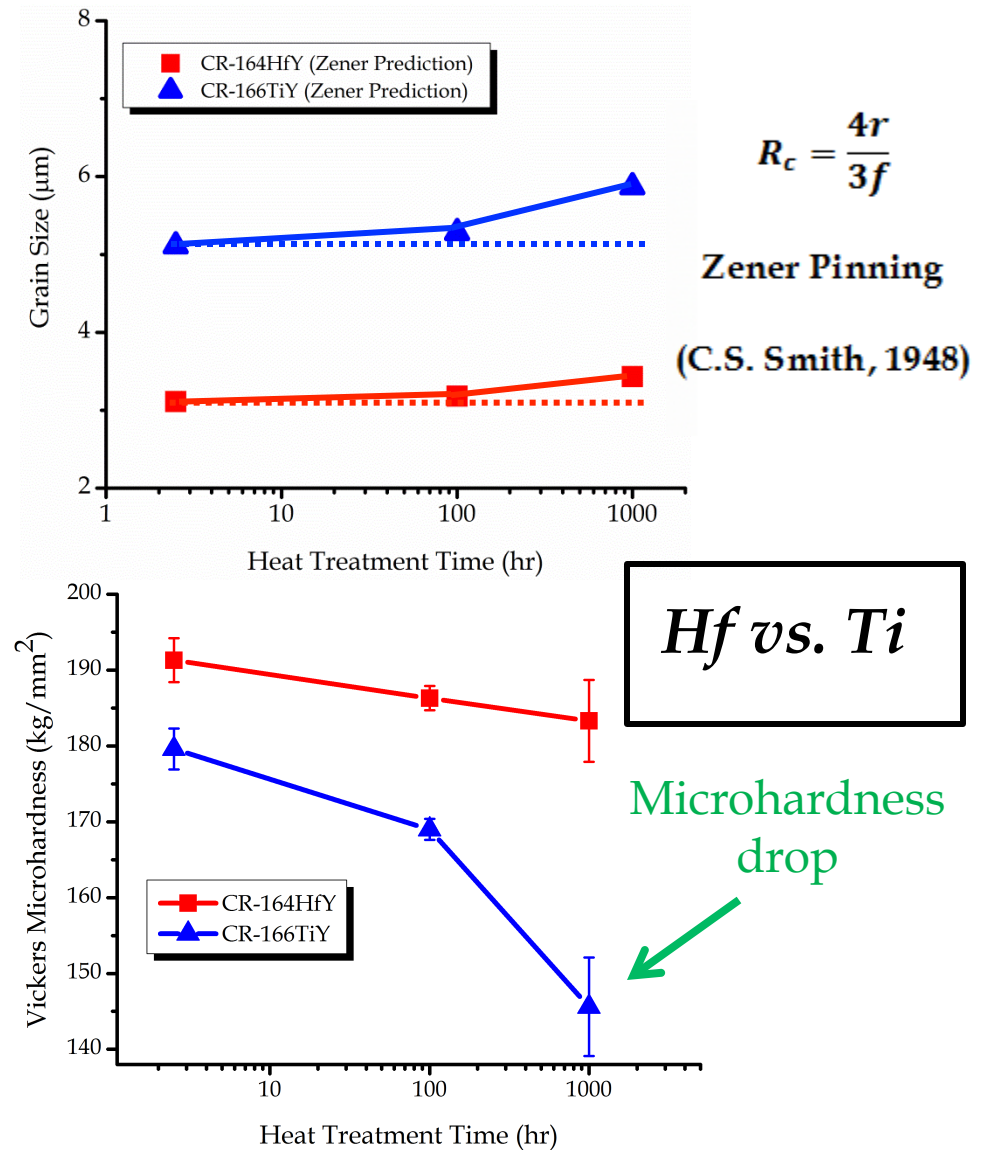 8
6
4
2
Grain Size (μm)
CR-164HfY (Zener Prediction)
CR-166TiY (Zener Prediction)
1
10
100
1000
Heat Treatment Time (hr)
R_c = 4r/3f
Zener Pinning
(C.S. Smith, 1948)
200
190
180
170
160
150
140
Vickers Microhardness (kg/mm²)
CR-164HfY
CR-166TiY
10
100
1000
Heat Treatment Time (hr)
Hf vs. Ti
Microhardness
drop